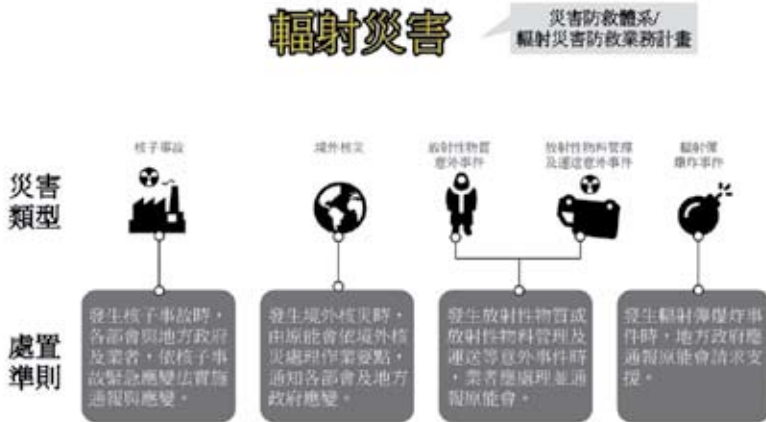 輻射災害
災害防救體系/
輻射災害防救業務計畫
核子事故
境外核災
放射性物質
意外事件
放射性物料管理
及運送意外事件
輻射彈
爆炸事件
災害
類型
處置
準則
發生核子事故時，
各部會與地方政府
及業者，依核子事
故緊急應變法實施
通報與應變。
發生境外核災時，
由原能會依境外核
災處理作業要點，
通知各部會及地方
政府應變。
發生放射性物質或
放射性物料管理及
運送等意外事件時
，業者應處理並通
報原能會。
發生輻射彈爆炸事
件時，地方政府應
通報原能會請求支
援。